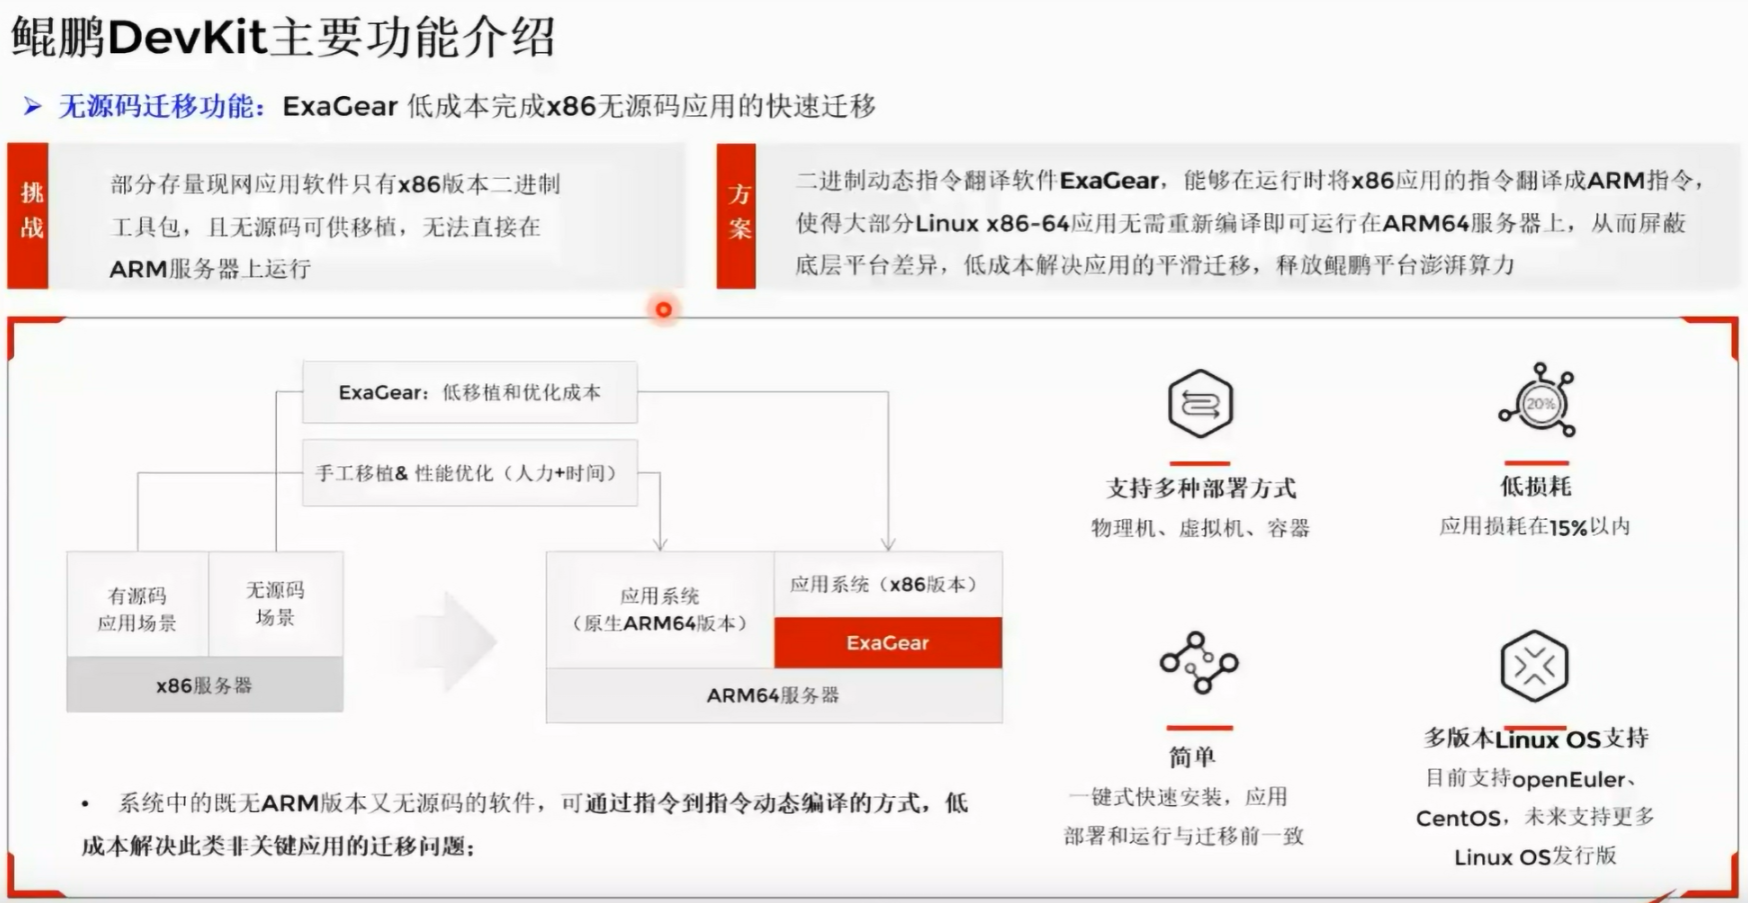 鲲鹏DevKit主要功能介绍
➢ 无源码迁移功能：ExaGear 低成本完成x86无源码应用的快速迁移
挑
战
部分存量现网应用软件只有x86版本二进制
工具包，且无源码可供移植，无法直接在
ARM服务器上运行
方
案
二进制动态指令翻译软件ExaGear，能够在运行时将x86应用的指令翻译成ARM指令，
使得大部分Linux x86-64应用无需重新编译即可运行在ARM64服务器上，从而屏蔽
底层平台差异，低成本解决应用的平滑迁移，释放鲲鹏平台澎湃算力
ExaGear：低移植和优化成本
手工移植& 性能优化（人力+时间）
有源码
应用场景
无源码
场景
x86服务器
应用系统
（原生ARM64版本）
应用系统（x86版本）
ExaGear
ARM64服务器
• 系统中的既无ARM版本又无源码的软件，可通过指令到指令动态编译的方式，低
成本解决此类非关键应用的迁移问题；
支持多种部署方式
物理机、虚拟机、容器
20%
低损耗
应用损耗在15%以内
简单
一键式快速安装，应用
部署和运行与迁移前一致
多版本Linux OS支持
目前支持openEuler、
CentOS，未来支持更多
Linux OS发行版